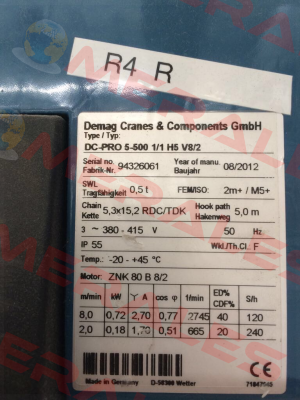 R4 R
Demag Cranes & Components GmbH
Type / Typ:
DC-PRO 5-500 1/1 H5 V8/2
Serial no. 94326061 Year of manu. 08/2012
Fabrik-Nr. Baujahr
SWL 0,5 t FEM/ISO: 2m+ / M5+
Tragfähigkeit
Chain 5,3x15,2 RDC/TDK Hook path 5,0 m
Kette Hakenweg
3 ~ 380 - 415 V 50 Hz
IP 55 Wkl./Th.Cl.: F
Temp.: -20 - +45 °C
Motor: ZNK 80 B 8/2
m/min kW Y A cos φ 1/min ED% CDF% S/h
8,0 0,72 2,70 0,77 2745 40 120
2,0 0,18 1,70 0,51 665 20 240
Made in Germany D-58286 Wetter
CE